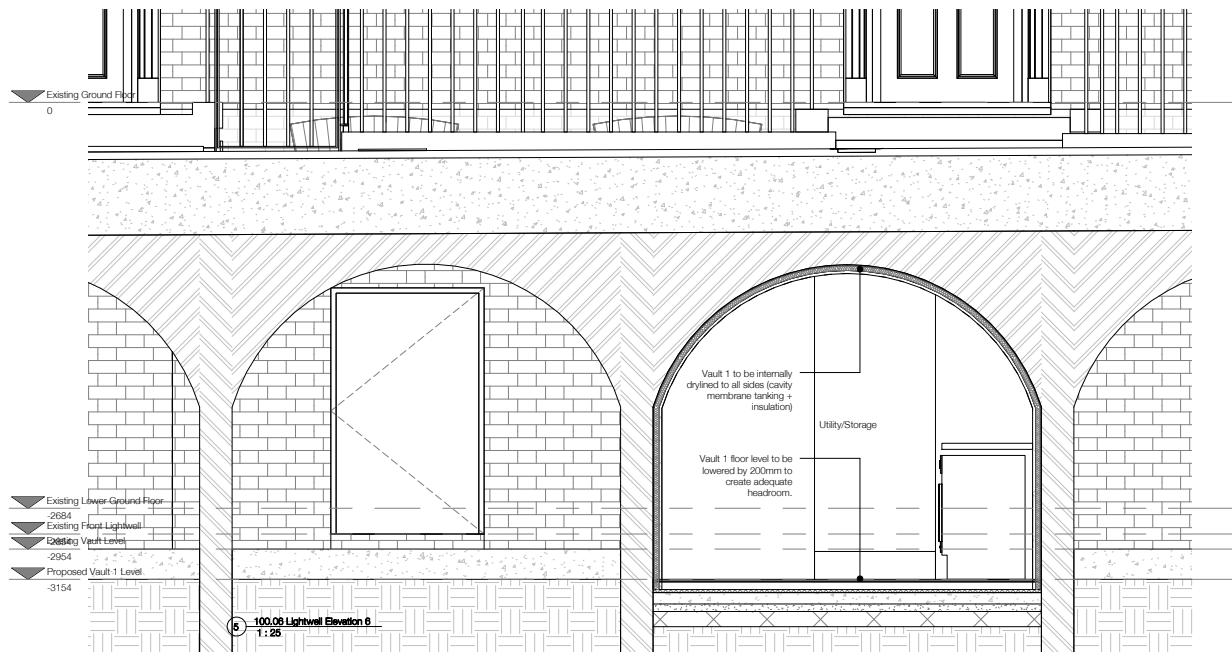 Existing Ground Floor
0
Vault 1 to be internally
drylined to all sides (cavity
membrane tanking +
insulation)
Utility/Storage
Vault 1 floor level to be
lowered by 200mm to
create adequate
headroom.
Existing Lower Ground Floor
-2684
Existing Front Lightwell
Existing Vault Level
-2954
Proposed Vault 1 Level
-3154
5
100.06 Lightwell Elevation 6
1 : 25